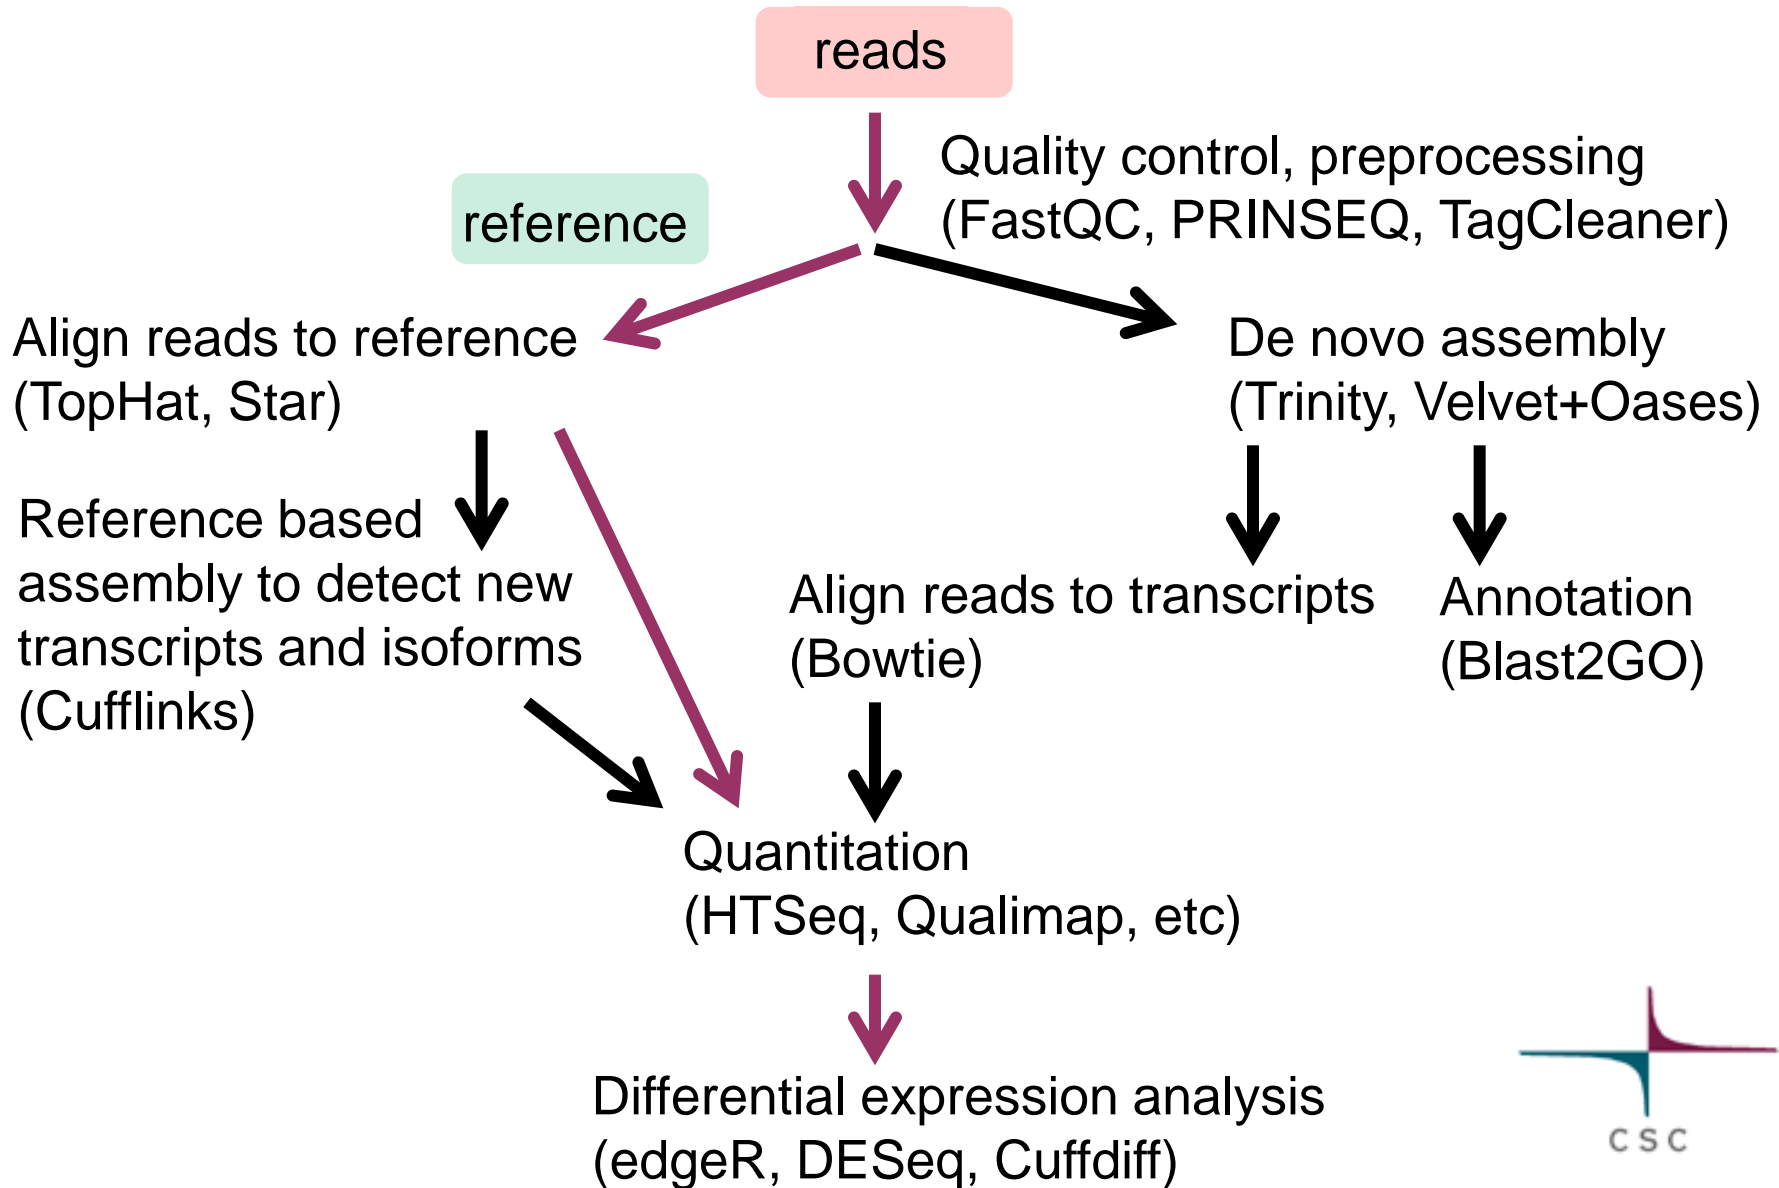 reads
Quality control, preprocessing
(FastQC, PRINSEQ, TagCleaner)
reference
Align reads to reference
(TopHat, Star)
De novo assembly
(Trinity, Velvet+Oases)
Reference based
assembly to detect new
transcripts and isoforms
(Cufflinks)
Align reads to transcripts
(Bowtie)
Annotation
(Blast2GO)
Quantitation
(HTSeq, Qualimap, etc)
Differential expression analysis
(edgeR, DESeq, Cuffdiff)
CSC